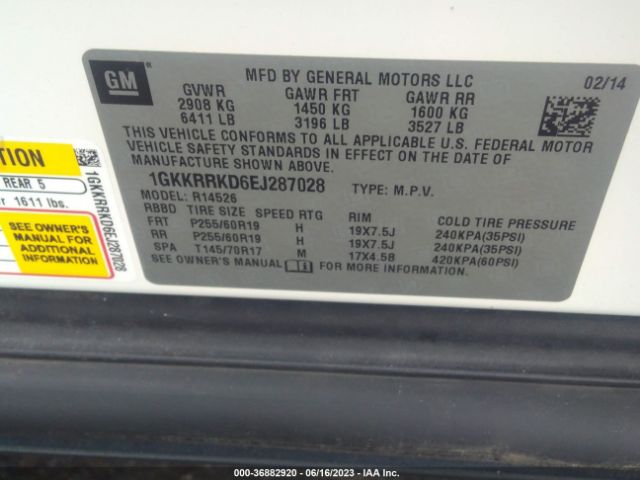 GM
MFD BY GENERAL MOTORS LLC
02/14
GVWR GAWR FRT GAWR RR
2908 KG 1450 KG 1600 KG
6411 LB 3196 LB 3527 LB
THIS VEHICLE CONFORMS TO ALL APPLICABLE U.S. FEDERAL MOTOR
VEHICLE SAFETY STANDARDS IN EFFECT ON THE DATE OF
MANUFACTURE SHOWN ABOVE.
1GKKRRKD6EJ287028 TYPE: M.P.V.
MODEL: R14526
RBBD TIRE SIZE SPEED RTG RIM COLD TIRE PRESSURE
FRT P255/60R19 H 19X7.5J 240KPA(35PSI)
RR P255/60R19 H 19X7.5J 240KPA(35PSI)
SPA T145/70R17 M 17X4.5B 420KPA(60PSI)
SEE OWNER'S MANUAL FOR MORE INFORMATION.
REAR 5
1611 lbs.
SEE OWNER'S
MANUAL FOR
ADDITIONAL
INFORMATION
1GKKRRKD6EJ287028
000-36882920 - 06/16/2023 - IAA Inc.